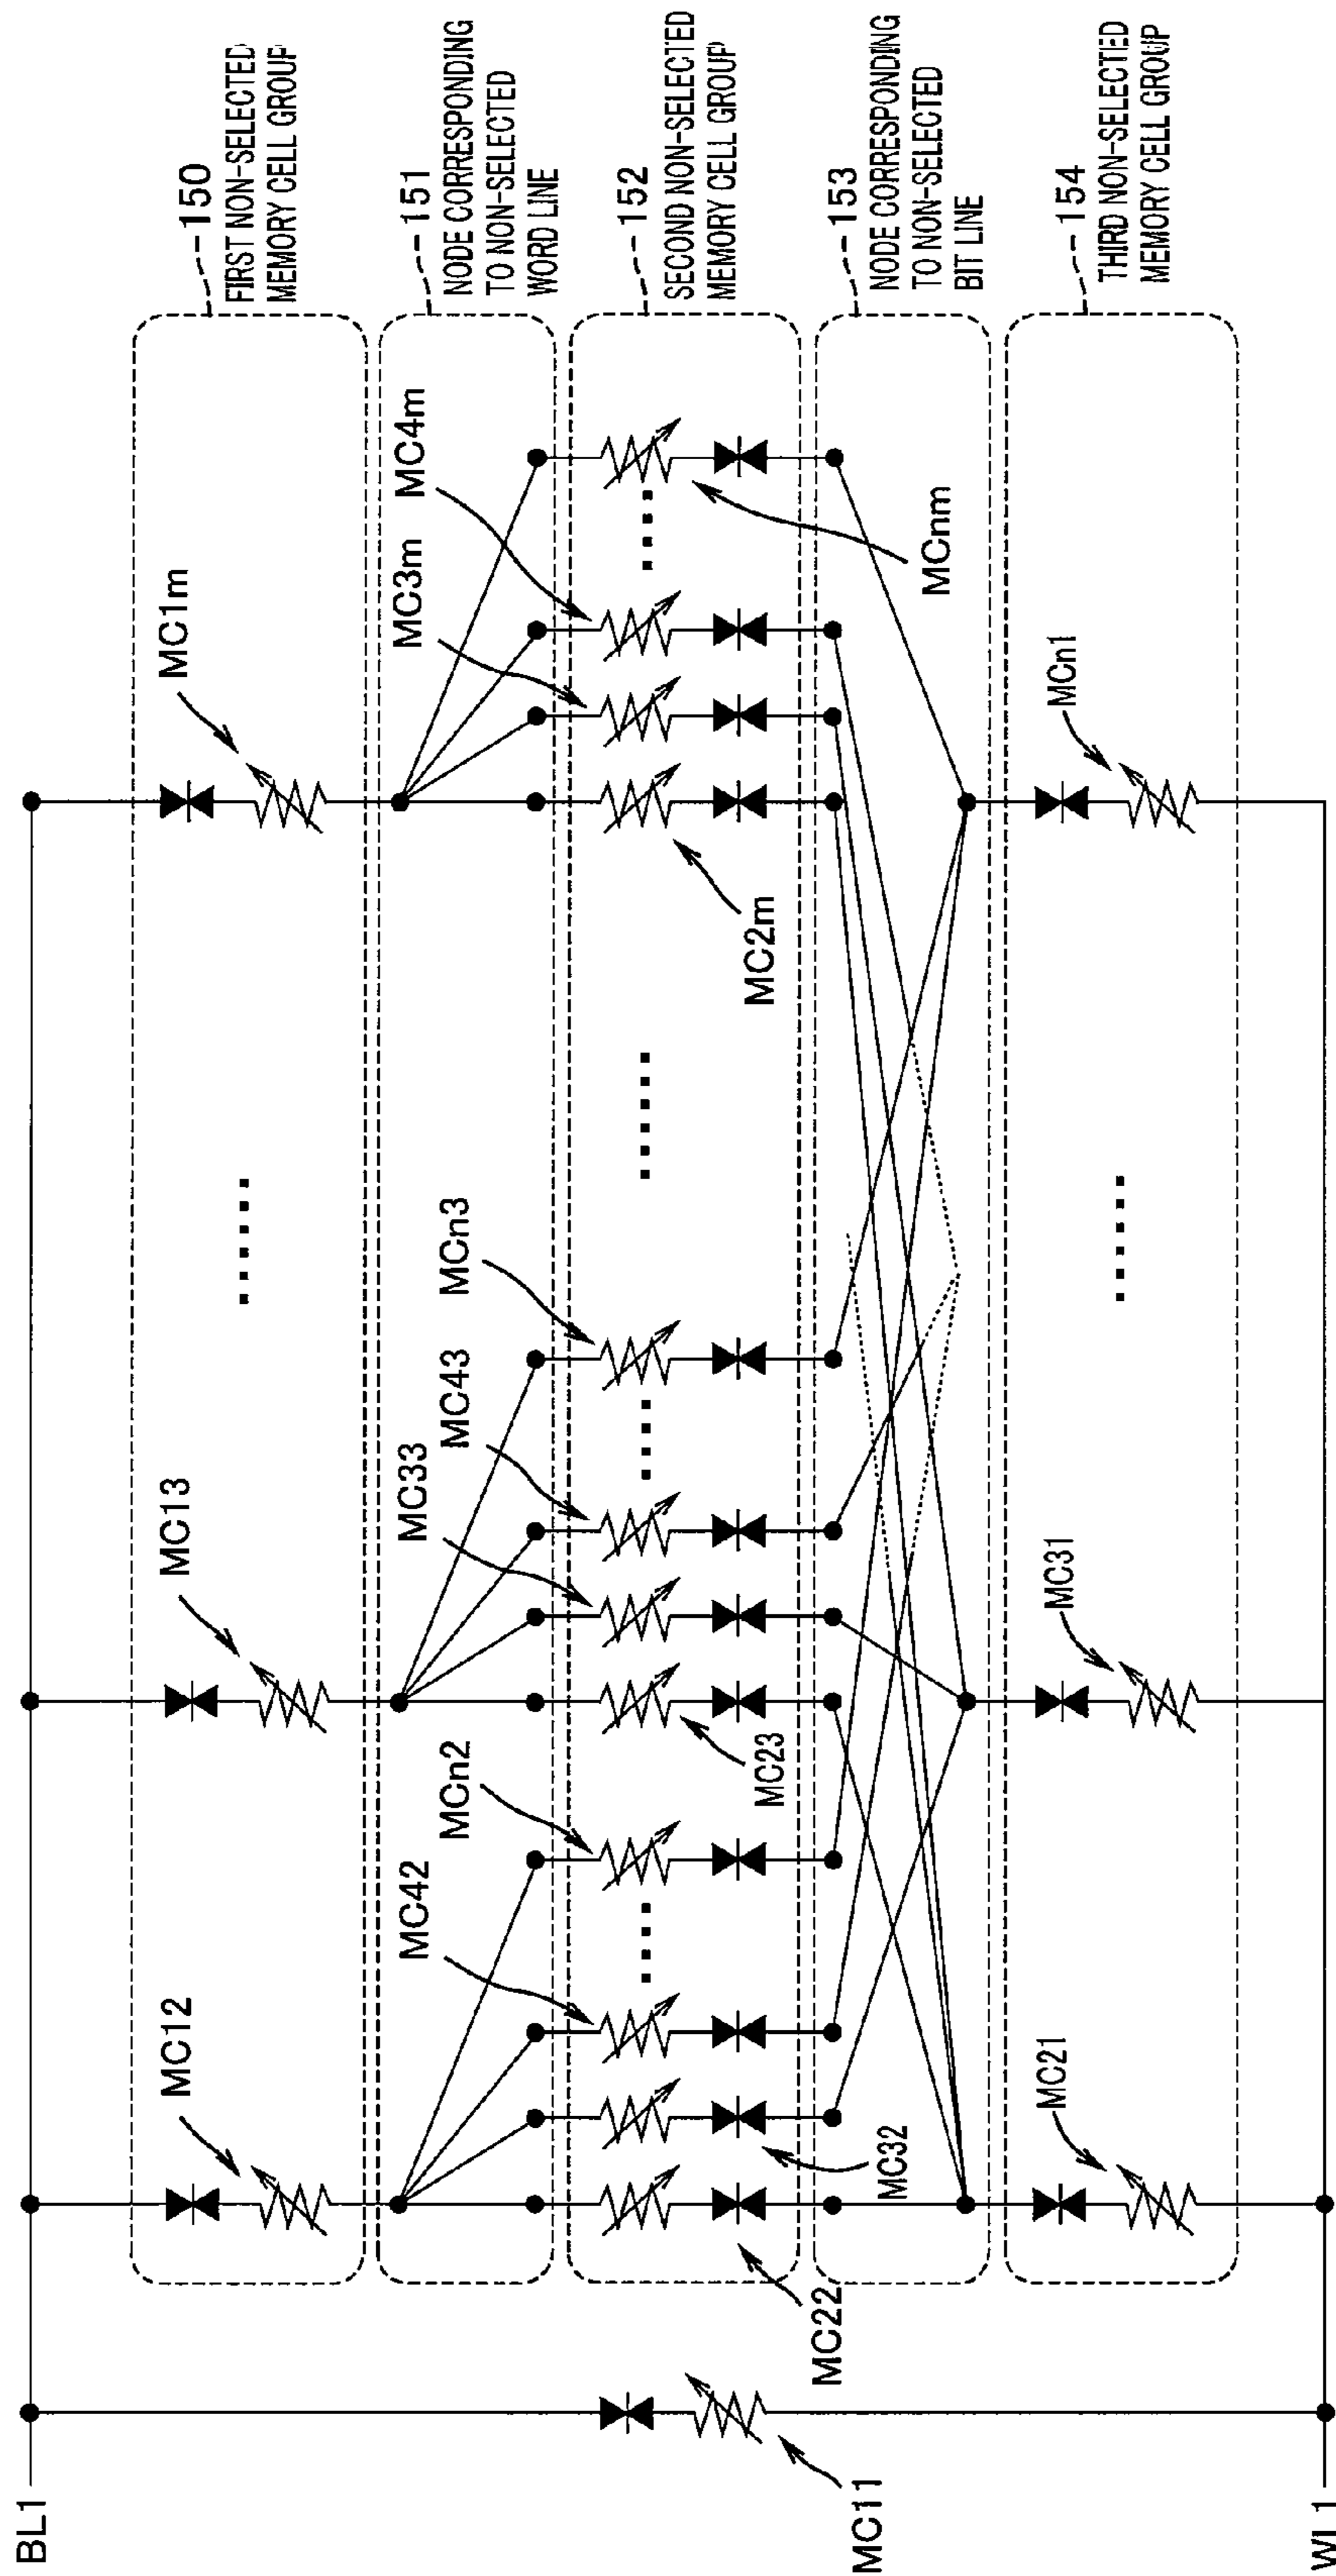 BL1
WL1
MC11
MC12
MC13
MC1m
150
FIRST NON-SELECTED
MEMORY CELL GROUP
151
NODE CORRESPONDING
TO NON-SELECTED
WORD LINE
MC42
MCn2
MC33
MC43
MCn3
MC3m
MC4m
152
SECOND NON-SELECTED
MEMORY CELL GROUP
MC22
MC32
MC23
MC2m
MCnm
153
NODE CORRESPONDING
TO NON-SELECTED
BIT LINE
MC21
MC31
MCn1
154
THIRD NON-SELECTED
MEMORY CELL GROUP